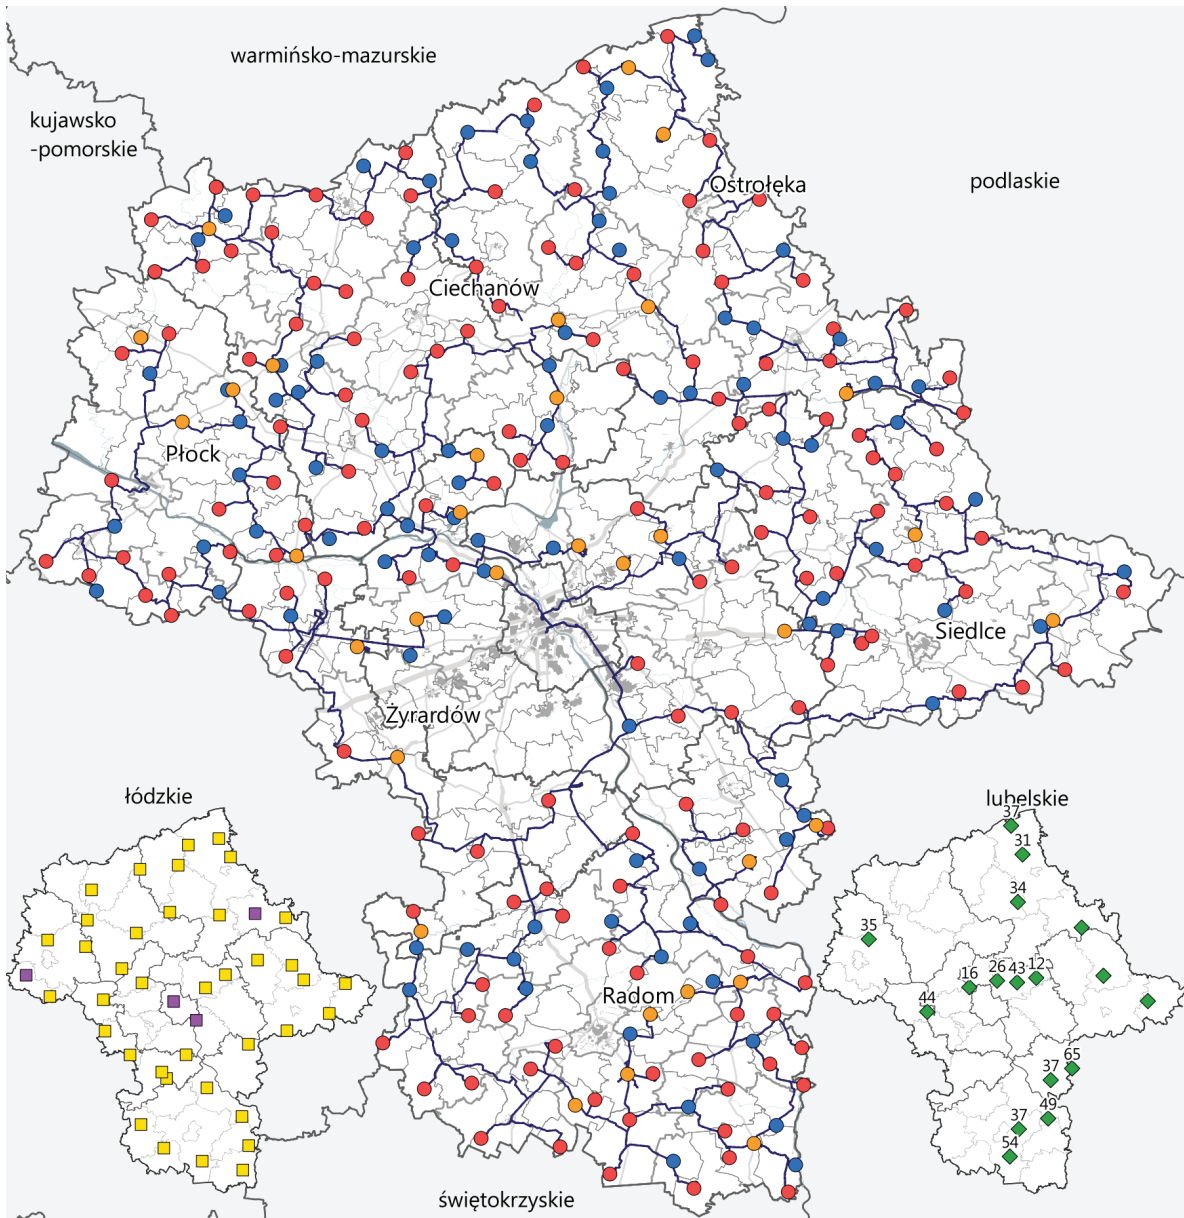 warmińsko-mazurskie
kujawsko
-pomorskie
podlaskie
Ostrołęka
Ciechanów
Płock
Siedlce
Żyrardów
łódzkie
lubelskie
37
31
34
35
16
26
43
12
44
65
37
49
37
54
Radom
świętokrzyskie